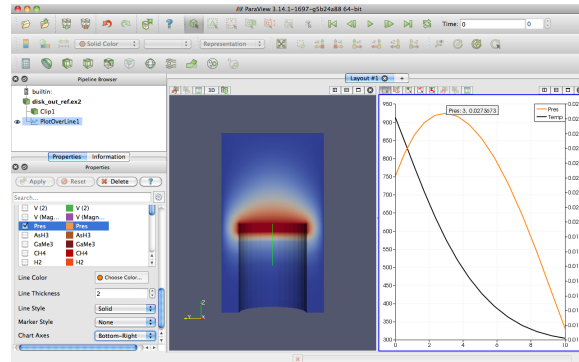 ParaView 3.14.1-1697-g5b24a88 64-bit
Time: 0 0
Solid Color Representation
Pipeline Browser
builtin:
disk_out_ref.ex2
Clip1
PlotOverLine1
Properties Information
Properties
Apply Reset Delete ?
Search...
V (2) V (2)
V (Mag... V (Magn...
Pres Pres
AsH3 AsH3
GaMe3 GaMe3
CH4 CH4
H2 H2
Line Color Choose Color...
Line Thickness 2
Line Style Solid
Marker Style None
Chart Axes Bottom-Right
Layout #1 +
3D
Z
Y X
Pres: 3, 0.0273673
Pres
Temp
950
900
850
800
750
700
650
600
550
500
450
400
350
300
0 2 4 6 8 10